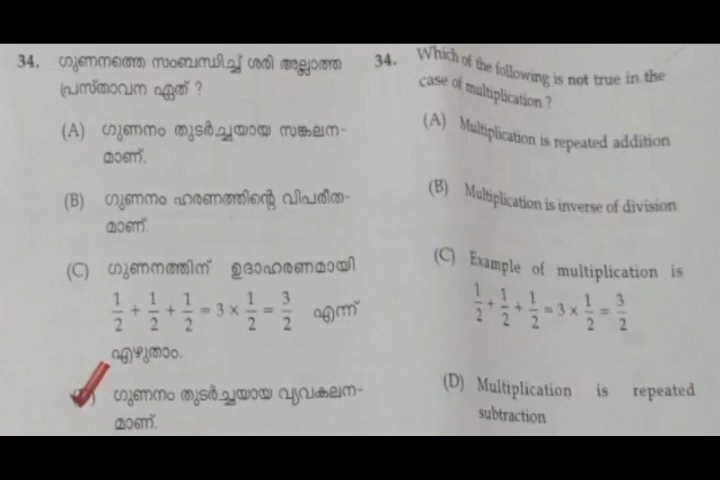 34. ഗുണനത്തെ സംബന്ധിച്ച് ശരി അല്ലാത്ത
പ്രസ്താവന ഏത് ?
(A) ഗുണനം തുടർച്ചയായ സങ്കലന-
മാണ്.
(B) ഗുണനം ഹരണത്തിന്റെ വിപരീത-
മാണ്.
(C) ഗുണനത്തിന് ഉദാഹരണമായി
1/2 + 1/2 + 1/2 = 3 × 1/2 = 3/2 എന്ന്
എഴുതാം.
ഗുണനം തുടർച്ചയായ വ്യവകലന-
മാണ്.
34. Which of the following is not true in the
case of multiplication ?
(A) Multiplication is repeated addition
(B) Multiplication is inverse of division
(C) Example of multiplication is
1/2 + 1/2 + 1/2 = 3 × 1/2 = 3/2
(D) Multiplication is repeated
subtraction